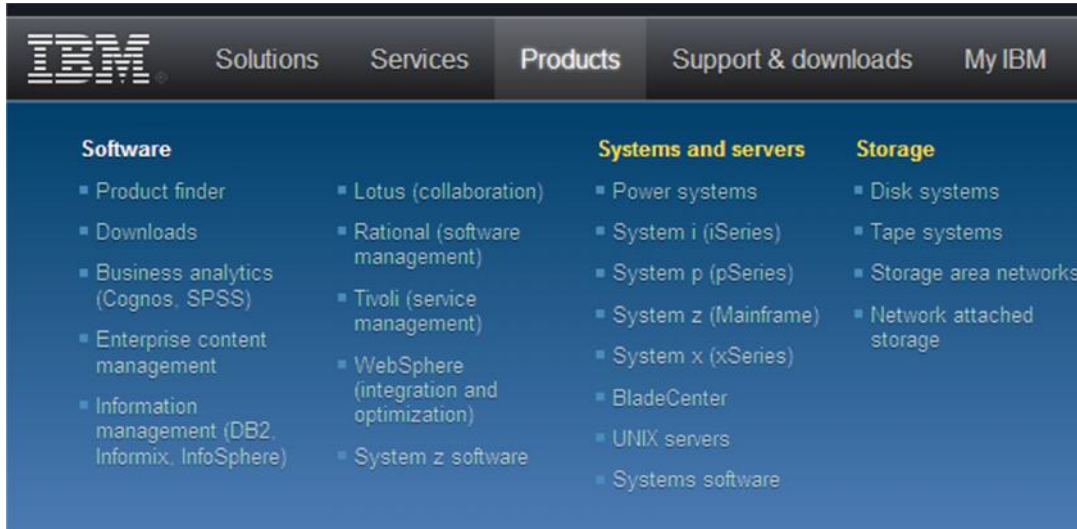 IBM® Solutions Services Products Support & downloads My IBM
Software
Product finder
Downloads
Business analytics
(Cognos, SPSS)
Enterprise content
management
Information
management (DB2,
Informix, InfoSphere)
Lotus (collaboration)
Rational (software
management)
Tivoli (service
management)
WebSphere
(integration and
optimization)
System z software
Systems and servers
Power systems
System i (iSeries)
System p (pSeries)
System z (Mainframe)
System x (xSeries)
BladeCenter
UNIX servers
Systems software
Storage
Disk systems
Tape systems
Storage area networks
Network attached
storage